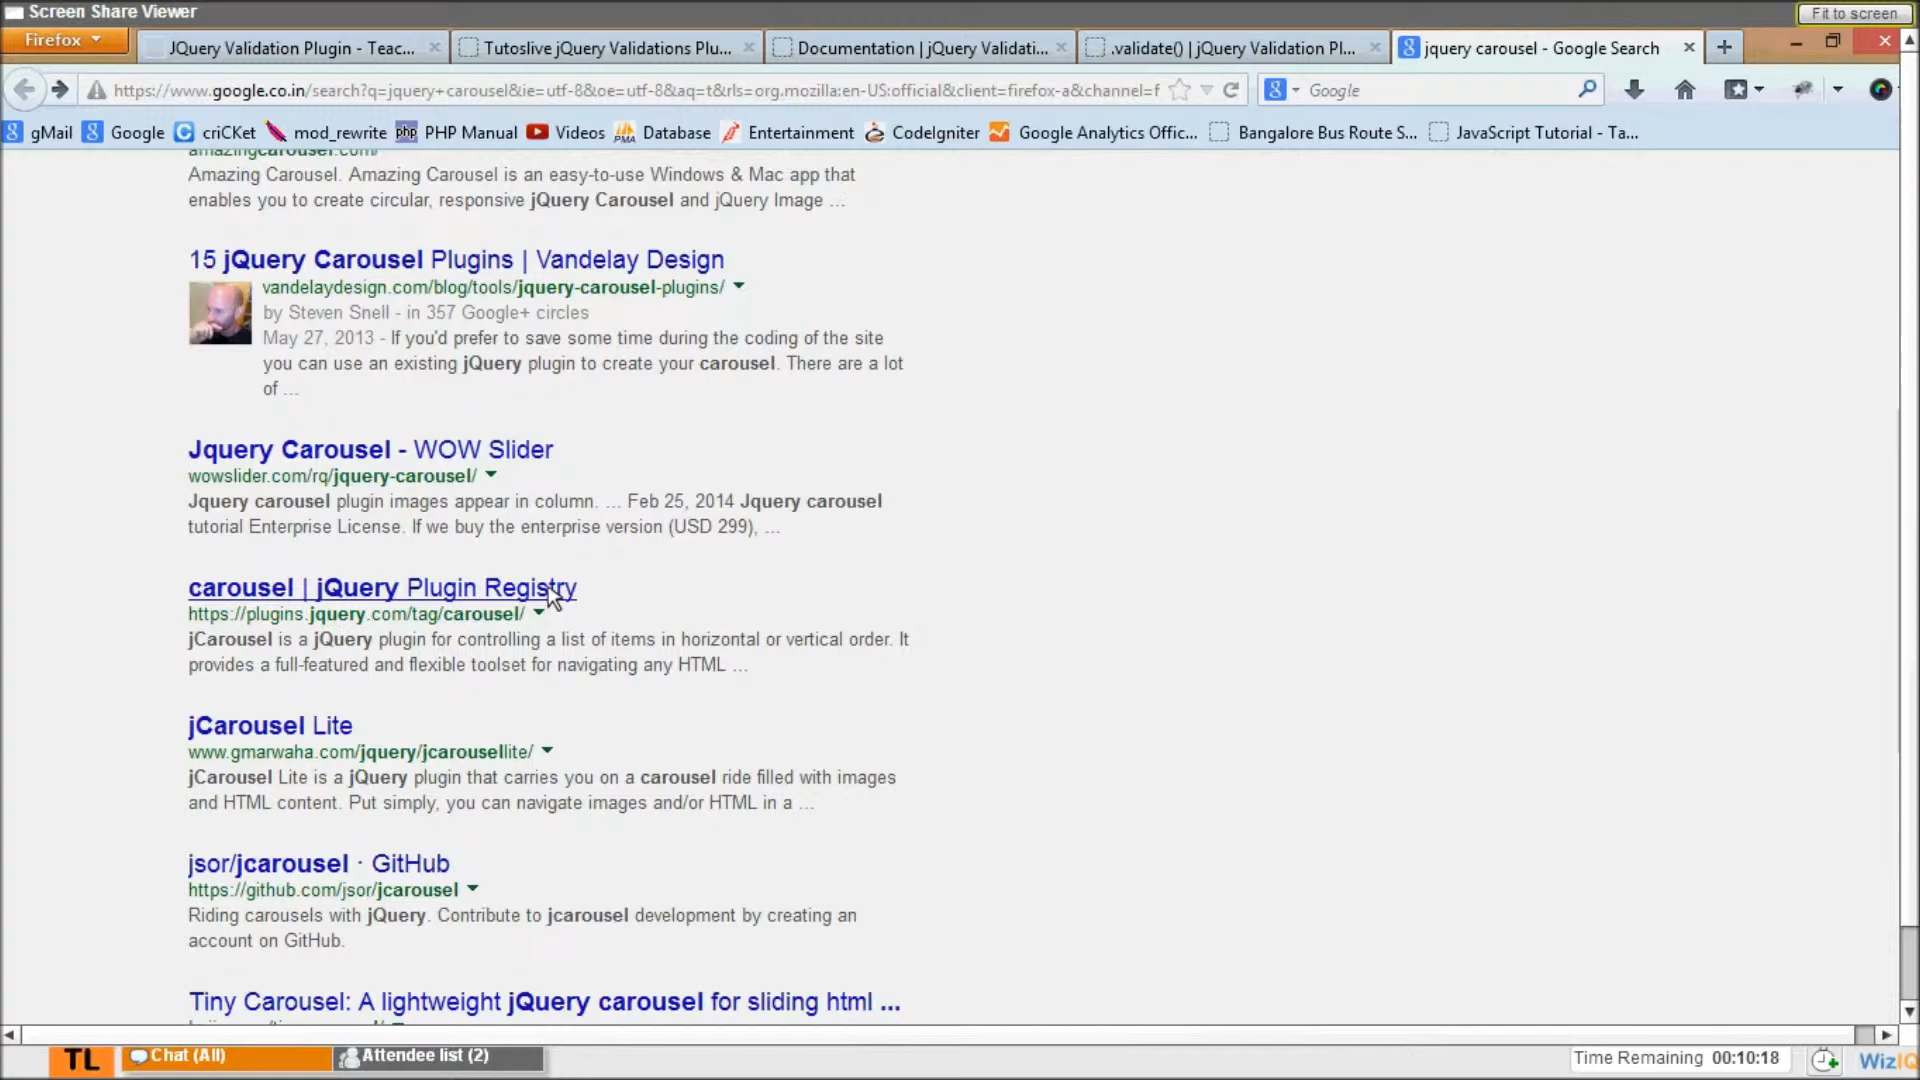 Screen Share Viewer
Fit to screen
Firefox
JQuery Validation Plugin - Teac...
Tutoslive jQuery Validations Plu...
Documentation | jQuery Validati...
.validate() | jQuery Validation Pl...
jquery carousel - Google Search
https://www.google.co.in/search?q=jquery+carousel&ie=utf-8&oe=utf-8&aq=t&rls=org.mozilla:en-US:official&client=firefox-a&channel=f
Google
gMail
Google
criCKet
mod_rewrite
PHP Manual
Videos
Database
Entertainment
CodeIgniter
Google Analytics Offic...
Bangalore Bus Route S...
JavaScript Tutorial - Ta...
amazingcarousel.com/
Amazing Carousel. Amazing Carousel is an easy-to-use Windows & Mac app that
enables you to create circular, responsive jQuery Carousel and jQuery Image ...
15 jQuery Carousel Plugins | Vandelay Design
vandelaydesign.com/blog/tools/jquery-carousel-plugins/
by Steven Snell - in 357 Google+ circles
May 27, 2013 - If you'd prefer to save some time during the coding of the site
you can use an existing jQuery plugin to create your carousel. There are a lot
of ...
Jquery Carousel - WOW Slider
wowslider.com/rq/jquery-carousel/
Jquery carousel plugin images appear in column. ... Feb 25, 2014 Jquery carousel
tutorial Enterprise License. If we buy the enterprise version (USD 299), ...
carousel | jQuery Plugin Registry
https://plugins.jquery.com/tag/carousel/
jCarousel is a jQuery plugin for controlling a list of items in horizontal or vertical order. It
provides a full-featured and flexible toolset for navigating any HTML ...
jCarousel Lite
www.gmarwaha.com/jquery/jcarousellite/
jCarousel Lite is a jQuery plugin that carries you on a carousel ride filled with images
and HTML content. Put simply, you can navigate images and/or HTML in a ...
jsor/jcarousel · GitHub
https://github.com/jsor/jcarousel
Riding carousels with jQuery. Contribute to jcarousel development by creating an
account on GitHub.
Tiny Carousel: A lightweight jQuery carousel for sliding html ...
TL
Chat (All)
Attendee list (2)
Time Remaining 00:10:18
WizIQ